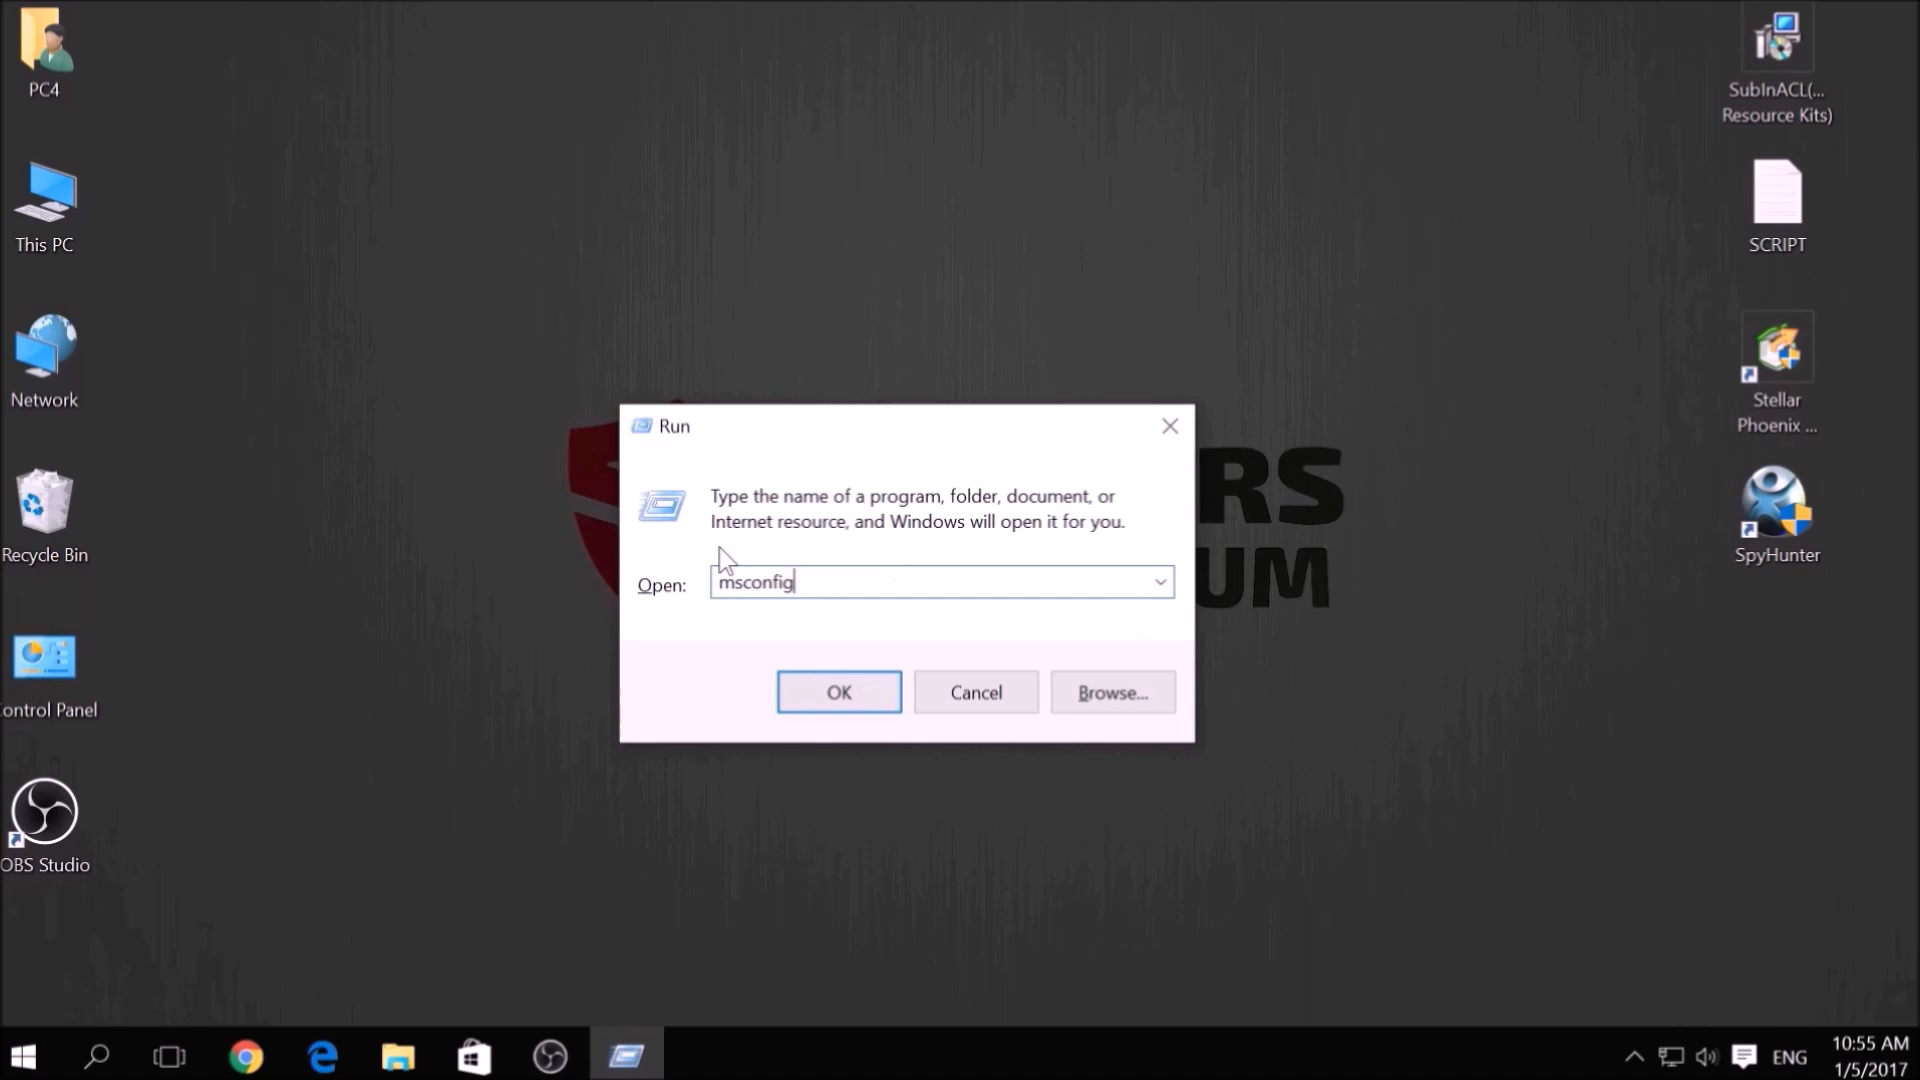 PC4
This PC
Network
Recycle Bin
ontrol Panel
OBS Studio
SubInACL(...
Resource Kits)
SCRIPT
Stellar
Phoenix ...
SpyHunter
RS
UM
Run
Type the name of a program, folder, document, or
Internet resource, and Windows will open it for you.
Open:
msconfig
OK
Cancel
Browse...
ENG
10:55 AM
1/5/2017